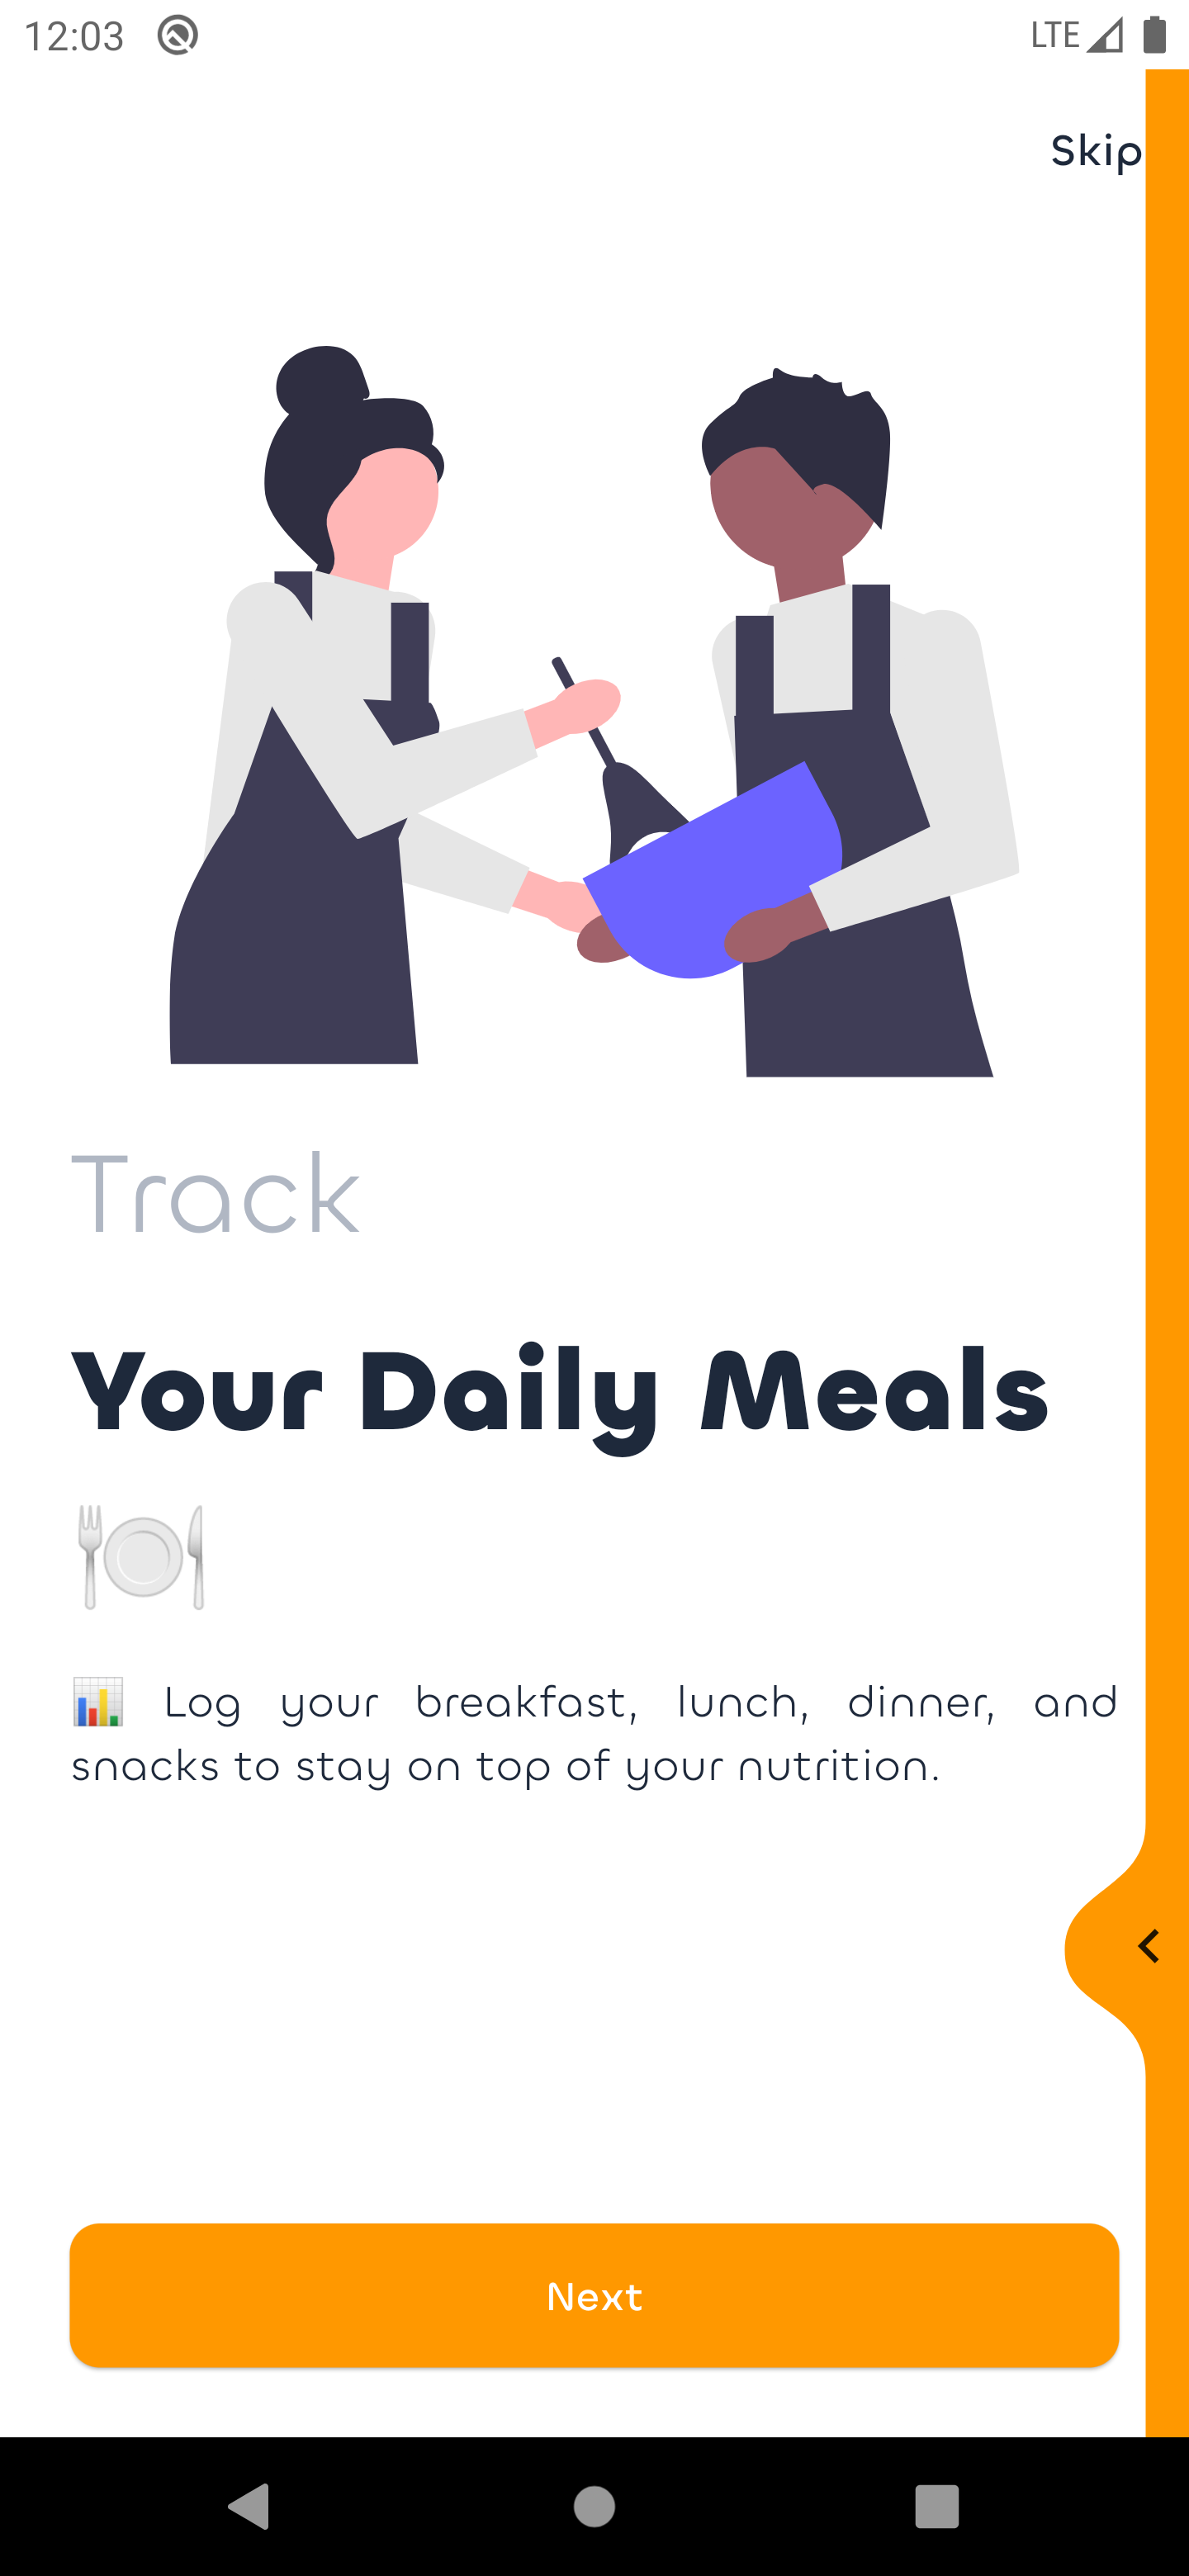 12:03
LTE
Skip
Track
Your Daily Meals
🍽️
📊 Log your breakfast, lunch, dinner, and
snacks to stay on top of your nutrition.
Next